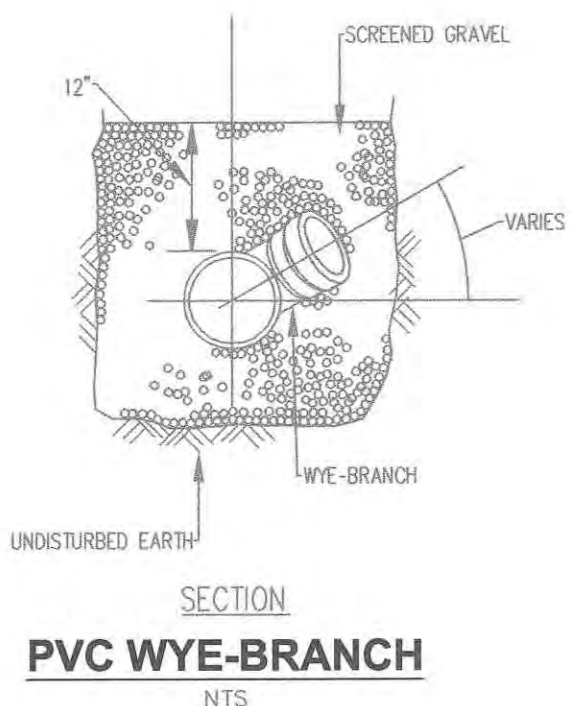 SCREENED GRAVEL
12"
VARIES
WYE-BRANCH
UNDISTURBED EARTH
SECTION
PVC WYE-BRANCH
NTS